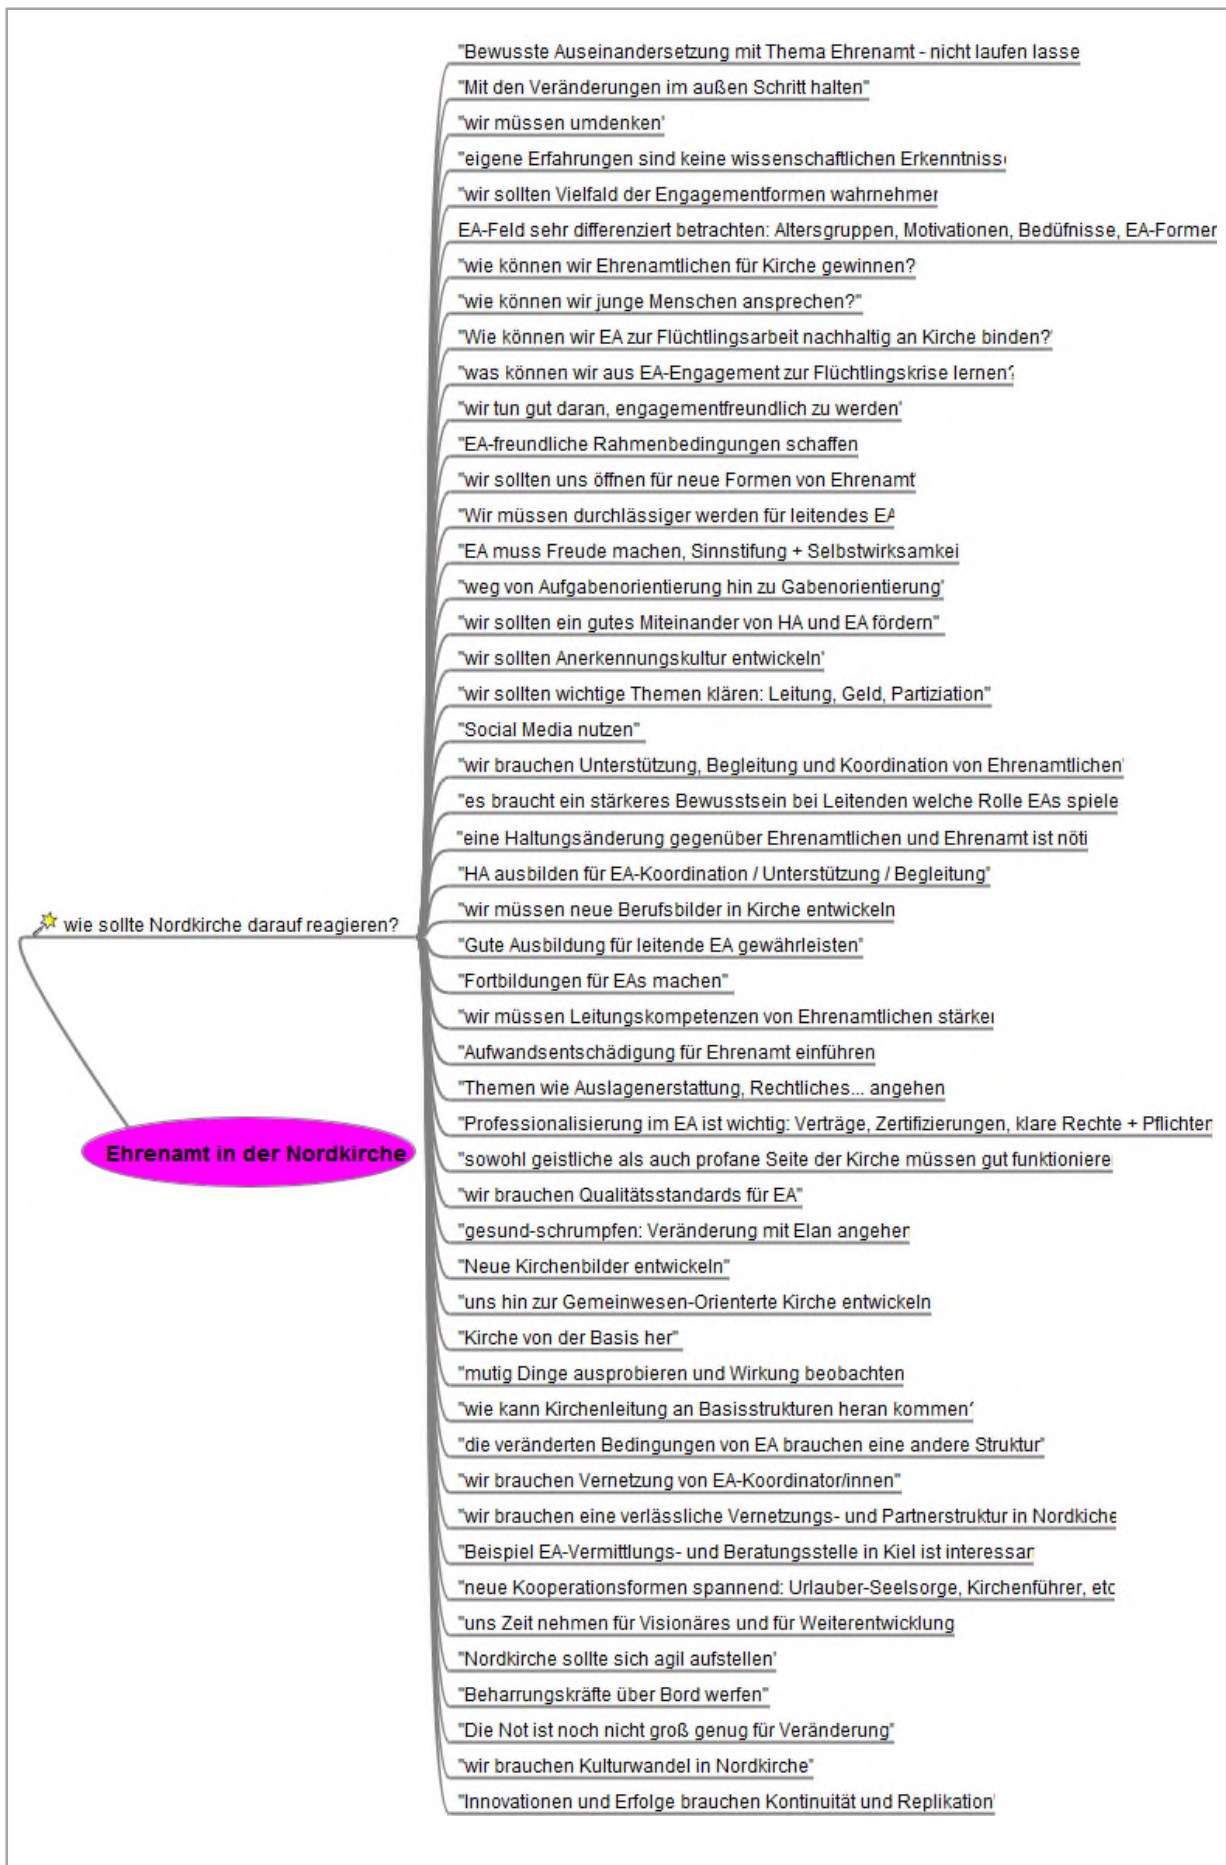 "Bewusste Auseinandersetzung mit Thema Ehrenamt - nicht laufen lasse
"Mit den Veränderungen im außen Schritt halten"
"wir müssen umdenken'
"eigene Erfahrungen sind keine wissenschaftlichen Erkenntniss
"wir sollten Vielfald der Engagementformen wahrnehmen
EA-Feld sehr differenziert betrachten: Altersgruppen, Motivationen, Bedüfnisse, EA-Formen
"wie können wir Ehrenamtlichen für Kirche gewinnen?
"wie können wir junge Menschen ansprechen?"
"Wie können wir EA zur Flüchtlingsarbeit nachhaltig an Kirche binden?'
"was können wir aus EA-Engagement zur Flüchtlingskrise lernen?
"wir tun gut daran, engagementfreundlich zu werden'
"EA-freundliche Rahmenbedingungen schaffen
"wir sollten uns öffnen für neue Formen von Ehrenamt'
"Wir müssen durchlässiger werden für leitendes EA
"EA muss Freude machen, Sinnstifung + Selbstwirksamkei
"weg von Aufgabenorientierung hin zu Gabenorientierung'
"wir sollten ein gutes Miteinander von HA und EA fördern"
"wir sollten Anerkennungskultur entwickeln'
"wir sollten wichtige Themen klären: Leitung, Geld, Partiziation"
"Social Media nutzen"
"wir brauchen Unterstützung, Begleitung und Koordination von Ehrenamtlichen'
"es braucht ein stärkeres Bewusstsein bei Leitenden welche Rolle EAs spiele
"eine Haltungsänderung gegenüber Ehrenamtlichen und Ehrenamt ist nöti
"HA ausbilden für EA-Koordination / Unterstützung / Begleitung"
wie sollte Nordkirche darauf reagieren?
"wir müssen neue Berufsbilder in Kirche entwickeln
"Gute Ausbildung für leitende EA gewährleisten"
"Fortbildungen für EAs machen"
"wir müssen Leitungskompetenzen von Ehrenamtlichen stärken
"Aufwandsentschädigung für Ehrenamt einführen
"Themen wie Auslagenerstattung, Rechtliches... angehen
"Professionalisierung im EA ist wichtig: Verträge, Zertifizierungen, klare Rechte + Pflichten
Ehrenamt in der Nordkirche
"sowohl geistliche als auch profane Seite der Kirche müssen gut funktioniere
"wir brauchen Qualitätsstandards für EA"
"gesund-schrumpfen: Veränderung mit Elan angehen
"Neue Kirchenbilder entwickeln"
"uns hin zur Gemeinwesen-Orienterte Kirche entwickeln
"Kirche von der Basis her"
"mutig Dinge ausprobieren und Wirkung beobachten
"wie kann Kirchenleitung an Basisstrukturen heran kommen?
"die veränderten Bedingungen von EA brauchen eine andere Struktur"
"wir brauchen Vernetzung von EA-Koordinator/innen"
"wir brauchen eine verlässliche Vernetzungs- und Partnerstruktur in Nordkiche
"Beispiel EA-Vermittlungs- und Beratungsstelle in Kiel ist interessan
"neue Kooperationsformen spannend: Urlauber-Seelsorge, Kirchenführer, etc
"uns Zeit nehmen für Visionäres und für Weiterentwicklung
"Nordkirche sollte sich agil aufstellen'
"Beharrungskräfte über Bord werfen"
"Die Not ist noch nicht groß genug für Veränderung"
"wir brauchen Kulturwandel in Nordkirche"
"Innovationen und Erfolge brauchen Kontinuität und Replikation'